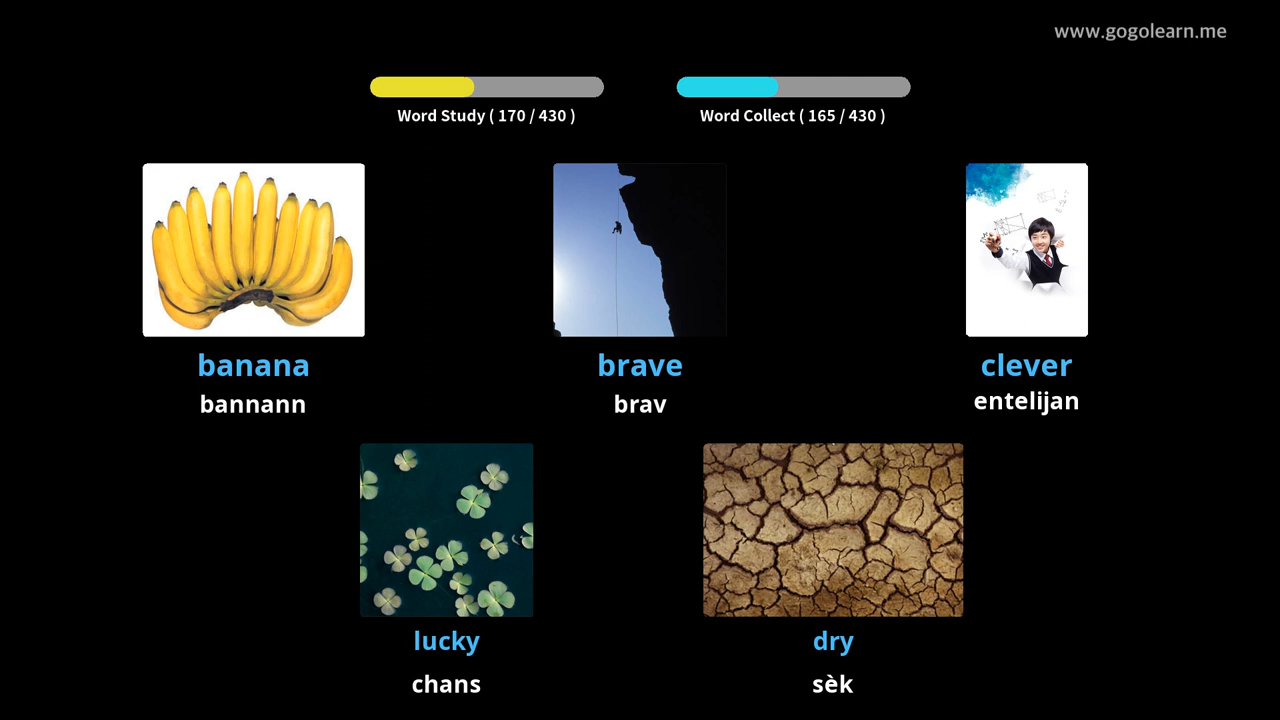 www.gogolearn.me
Word Study ( 170 / 430 )
Word Collect ( 165 / 430 )
banana
bannann
brave
brav
clever
entelijan
lucky
chans
dry
sèk